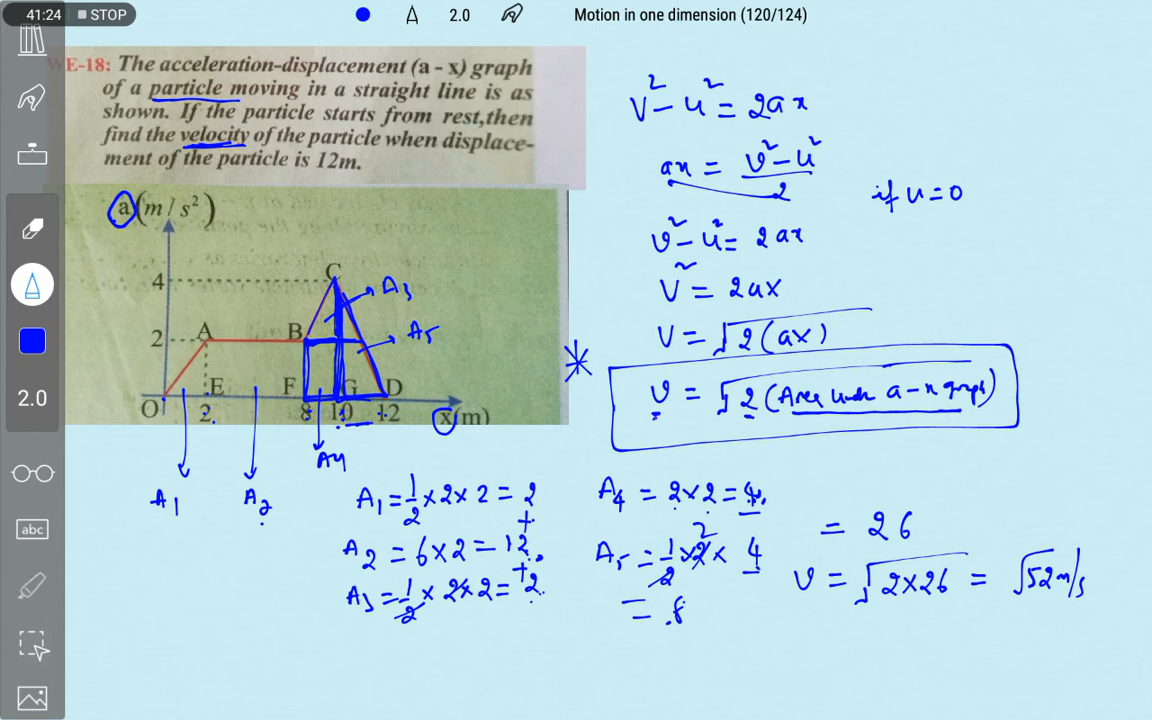 41:24 STOP
2.0
Motion in one dimension (120/124)
WE-18: The acceleration-displacement (a - x) graph
of a particle moving in a straight line is as
shown. If the particle starts from rest, then
find the velocity of the particle when displace-
ment of the particle is 12m.
a(m/s²)
4
C
A3
2
A
B
A5
E
F
G
D
O
2
8
10
12
x(m)
A1
A2
A4
2.0
abc
V² - u² = 2ax
ax = v² - u² / 2
if u = 0
v² - u² = 2ax
V² = 2ax
V = √2(ax)
v = √2(Area under a-x graph)
A1 = 1/2 × 2 × 2 = 2
+
A2 = 6 × 2 = 12
+
A3 = 1/2 × 2 × 2 = 2
A4 = 2 × 2 = 4
A5 = 1/2 × 2 × 4
= 8
= 26
v = √2×26 = √52 m/s